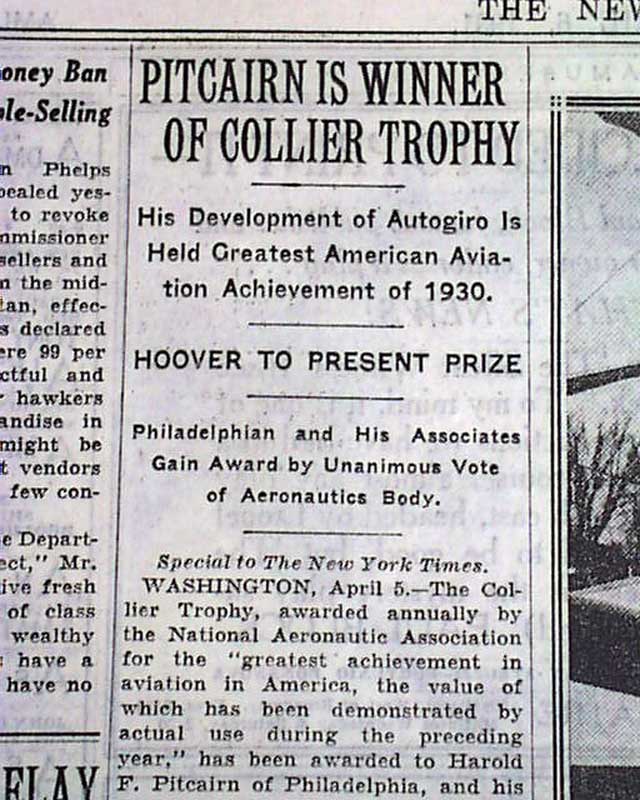 THE NEW
oney Ban
ple-Selling
n Phelps
pealed yes-
to revoke
mmissioner
sellers and
n the mid-
tan, effec-
s declared
ere 99 per
ctful and
r hawkers
andise in
might be
t vendors
few con-
e Depart-
ect," Mr.
ive fresh
of class
wealthy
have a
have no
ELAY
PITCAIRN IS WINNER
OF COLLIER TROPHY
His Development of Autogiro Is
Held Greatest American Avia-
tion Achievement of 1930.
HOOVER TO PRESENT PRIZE
Philadelphian and His Associates
Gain Award by Unanimous Vote
of Aeronautics Body.
Special to The New York Times.
WASHINGTON, April 5.—The Col-
lier Trophy, awarded annually by
the National Aeronautic Association
for the "greatest achievement in
aviation in America, the value of
which has been demonstrated by
actual use during the preceding
year," has been awarded to Harold
F. Pitcairn of Philadelphia, and his